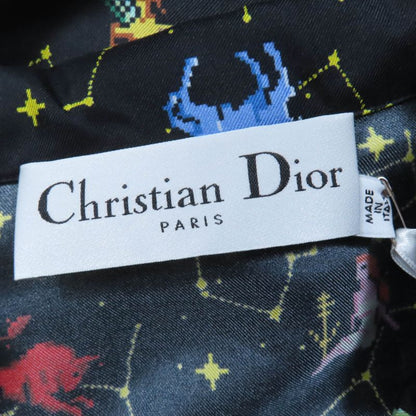 Christian Dior
PARIS
MADE
IN
ITALY